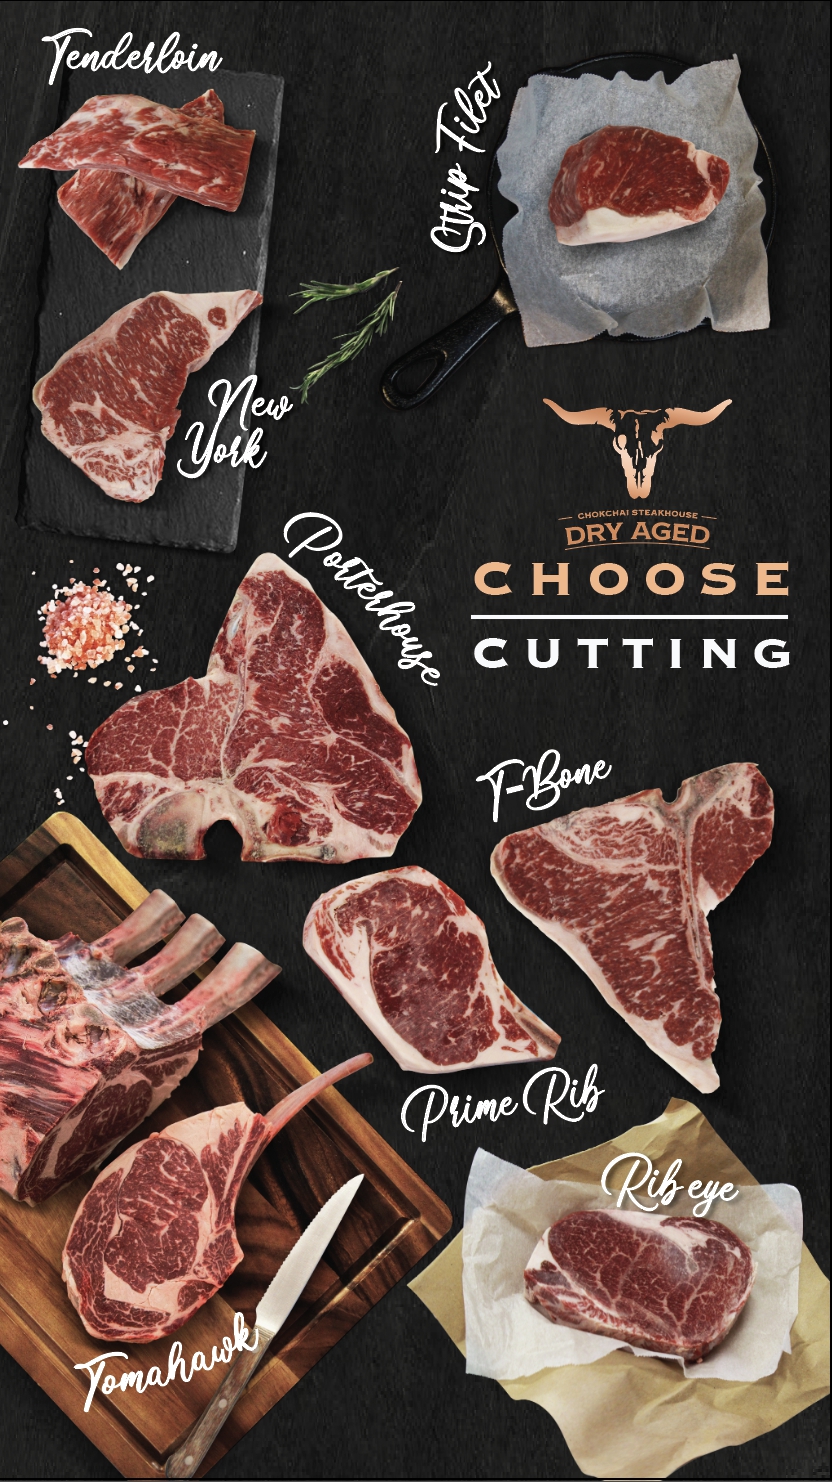 Tenderloin
Strip Filet
New
York
CHOKCHAI STEAKHOUSE
DRY AGED
CHOOSE
CUTTING
Porterhouse
T-Bone
Prime Rib
Rib eye
Tomahawk